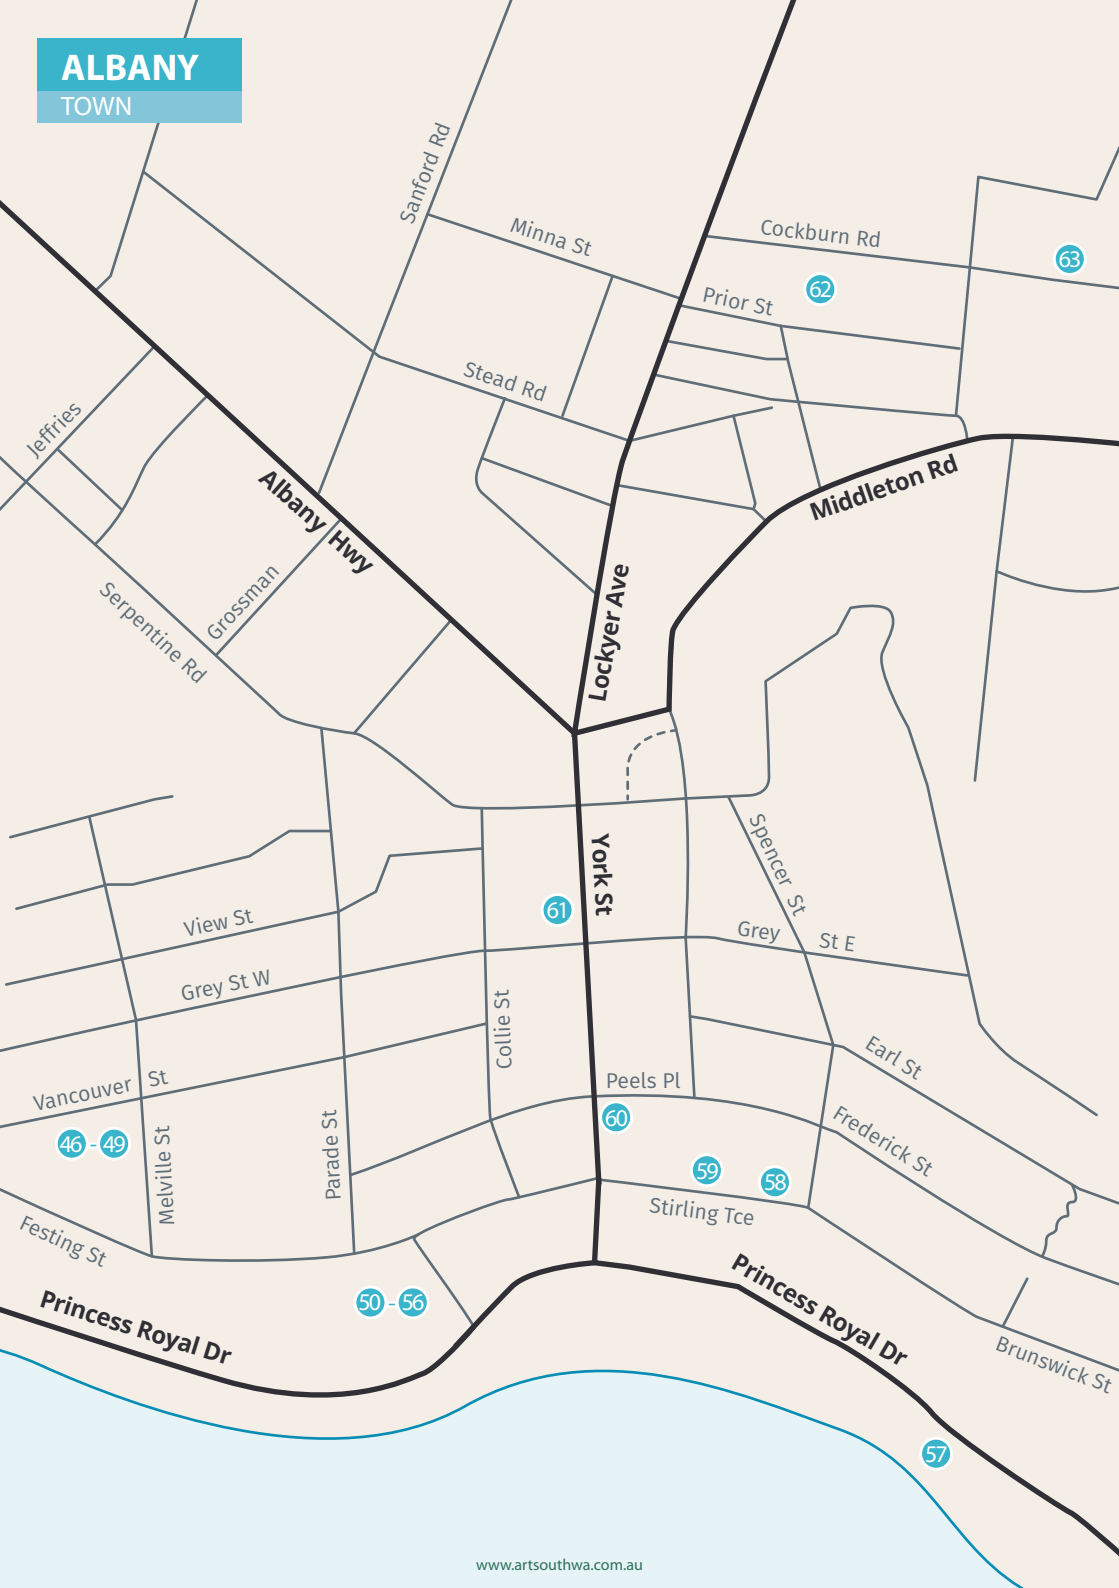 ALBANY
TOWN
Sanford Rd
Minna St
Cockburn Rd
63
62
Prior St
Stead Rd
Jeffries
Albany Hwy
Middleton Rd
Lockyer Ave
Grossman
Serpentine Rd
York St
Spencer St
61
View St
Grey St E
Grey St W
Collie St
Earl St
Peels Pl
Vancouver St
60
Frederick St
46 - 49
Melville St
Parade St
59
58
Stirling Tce
Festing St
Princess Royal Dr
50 - 56
Princess Royal Dr
Brunswick St
57
www.artsouthwa.com.au